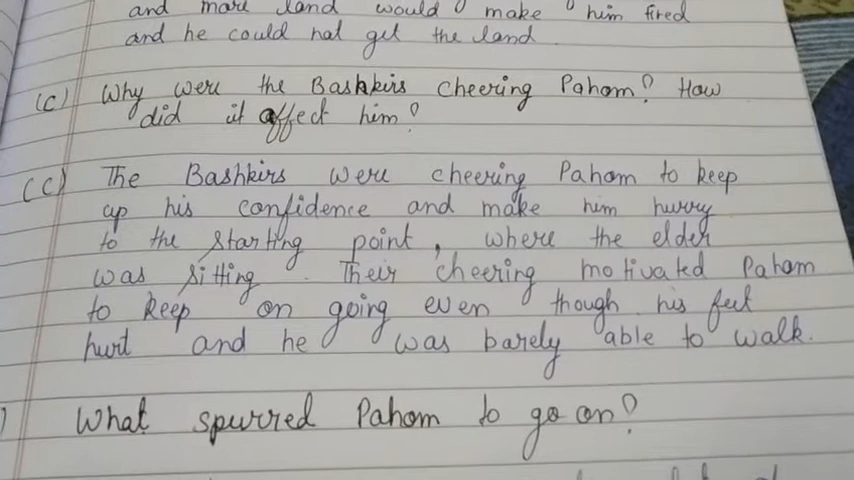 and more land would make him tired
and he could not get the land
(c) Why were the Bashkirs cheering Pahom? How
did it affect him?
(c) The Bashkirs were cheering Pahom to keep
up his confidence and make him hurry
to the starting point, where the elder
was sitting. Their cheering motivated Pahom
to keep on going even though his feet
hurt and he was barely able to walk.
) What spurred Pahom to go on?